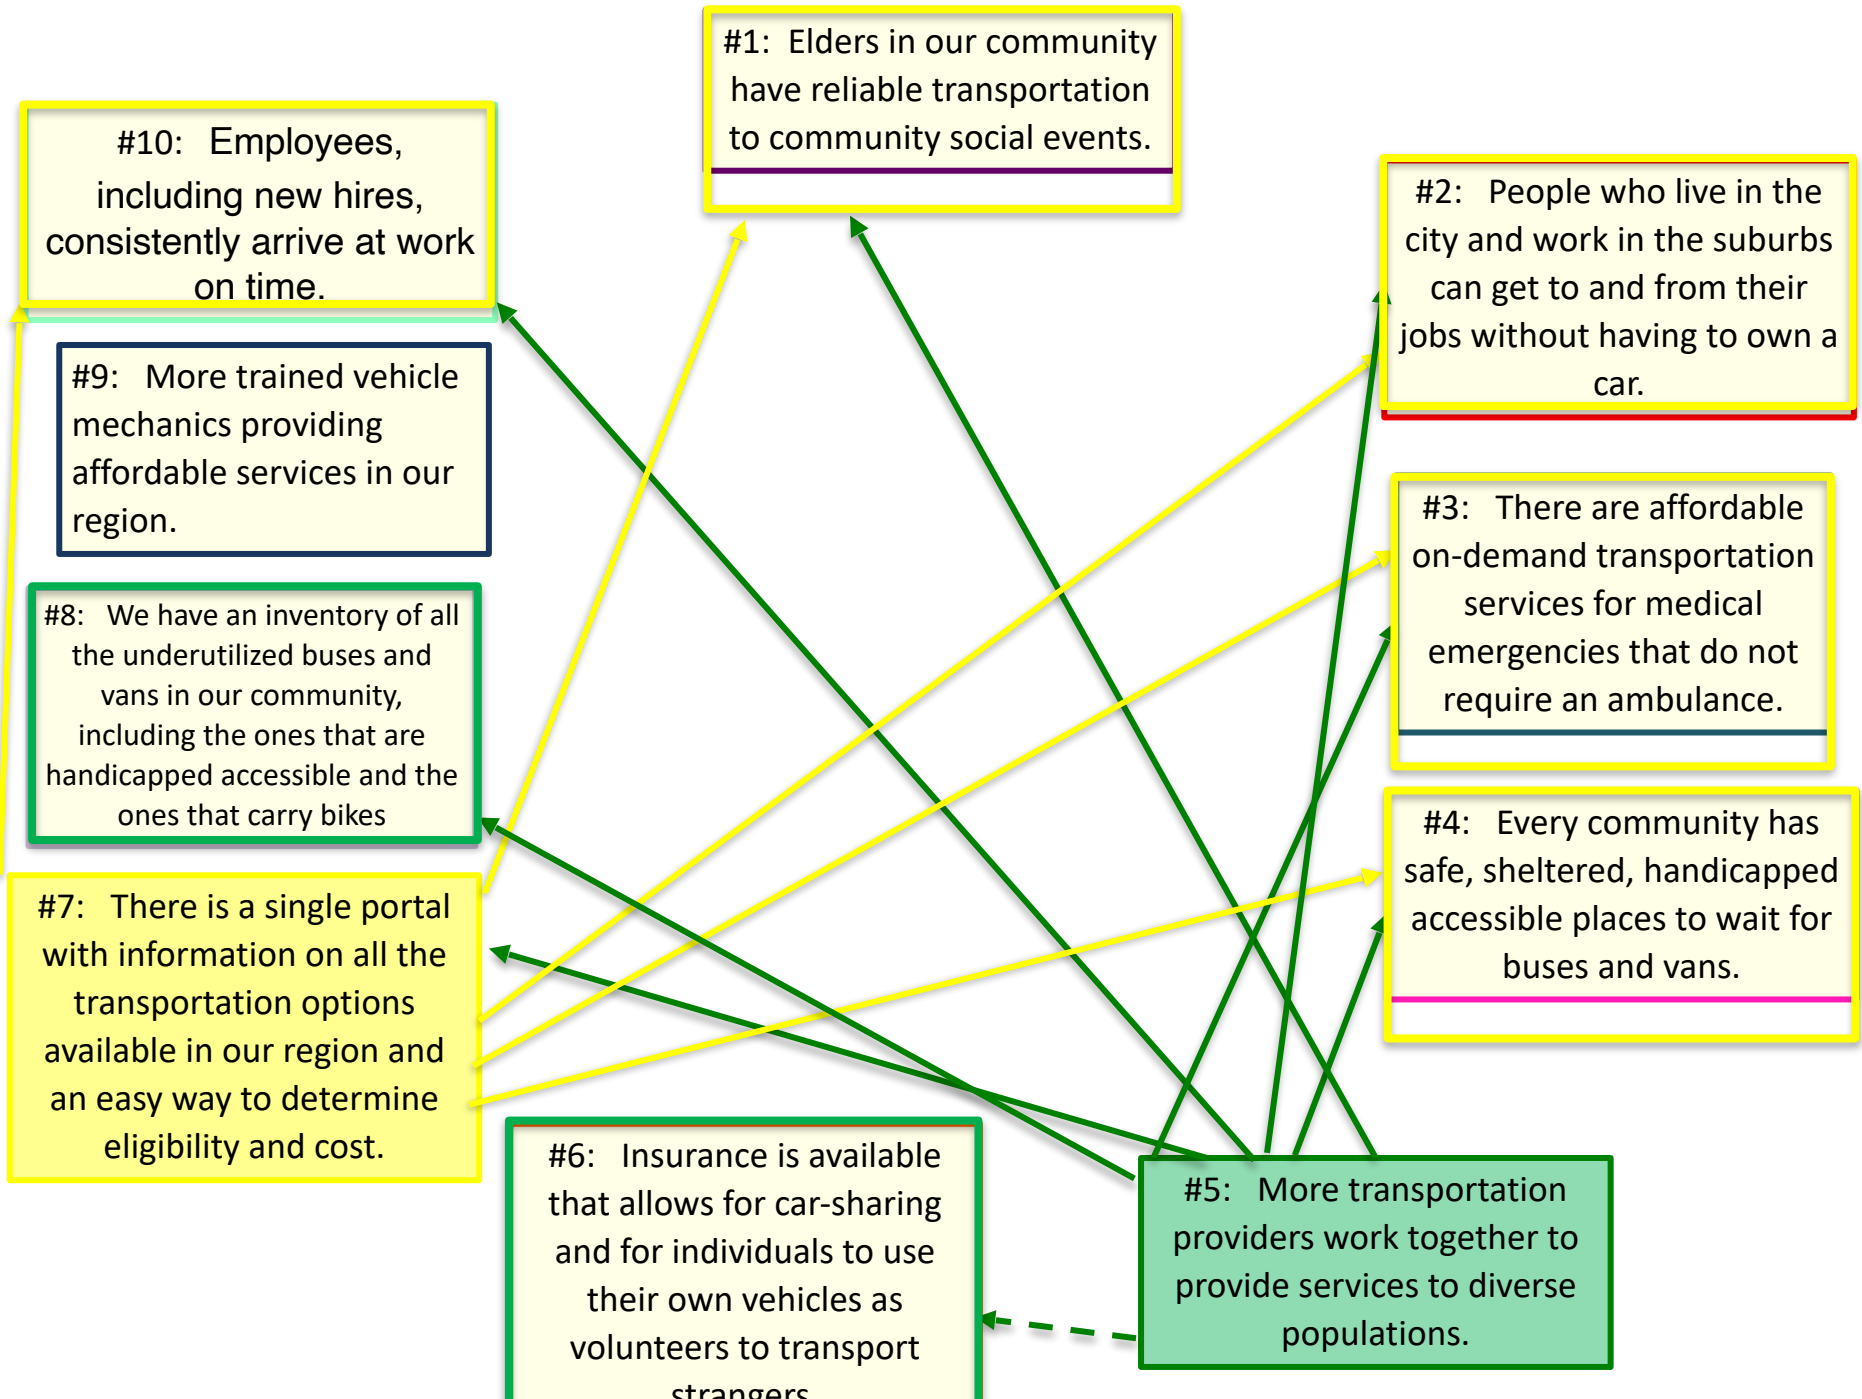 #1: Elders in our community
have reliable transportation
to community social events.
#10: Employees,
including new hires,
consistently arrive at work
on time.
#2: People who live in the
city and work in the suburbs
can get to and from their
jobs without having to own a
car.
#9: More trained vehicle
mechanics providing
affordable services in our
region.
#3: There are affordable
on-demand transportation
services for medical
emergencies that do not
require an ambulance.
#8: We have an inventory of all
the underutilized buses and
vans in our community,
including the ones that are
handicapped accessible and the
ones that carry bikes
#4: Every community has
safe, sheltered, handicapped
accessible places to wait for
buses and vans.
#7: There is a single portal
with information on all the
transportation options
available in our region and
an easy way to determine
eligibility and cost.
#6: Insurance is available
that allows for car-sharing
and for individuals to use
their own vehicles as
volunteers to transport
strangers
#5: More transportation
providers work together to
provide services to diverse
populations.